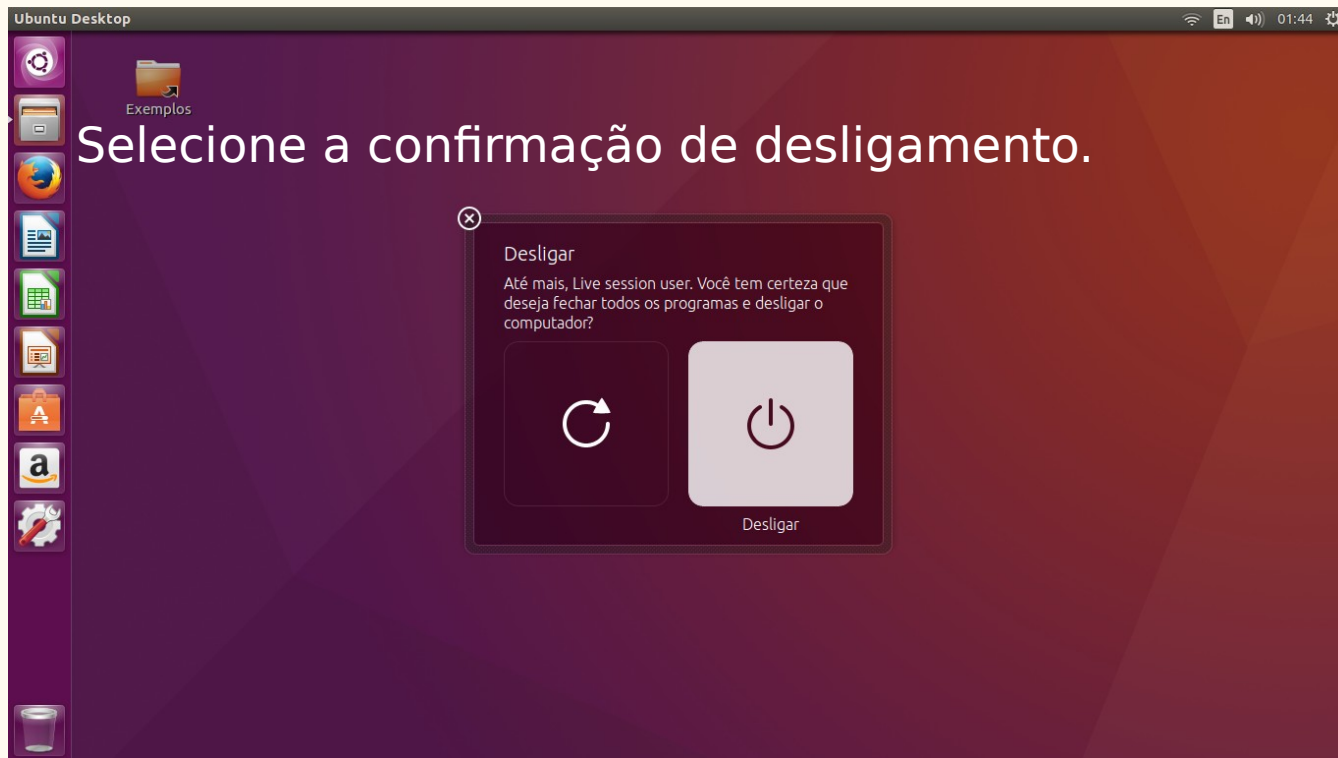 Ubuntu Desktop
En
01:44
Exemplos
Selecione a confirmação de desligamento.
Desligar
Até mais, Live session user. Você tem certeza que
deseja fechar todos os programas e desligar o
computador?
Desligar
A
a